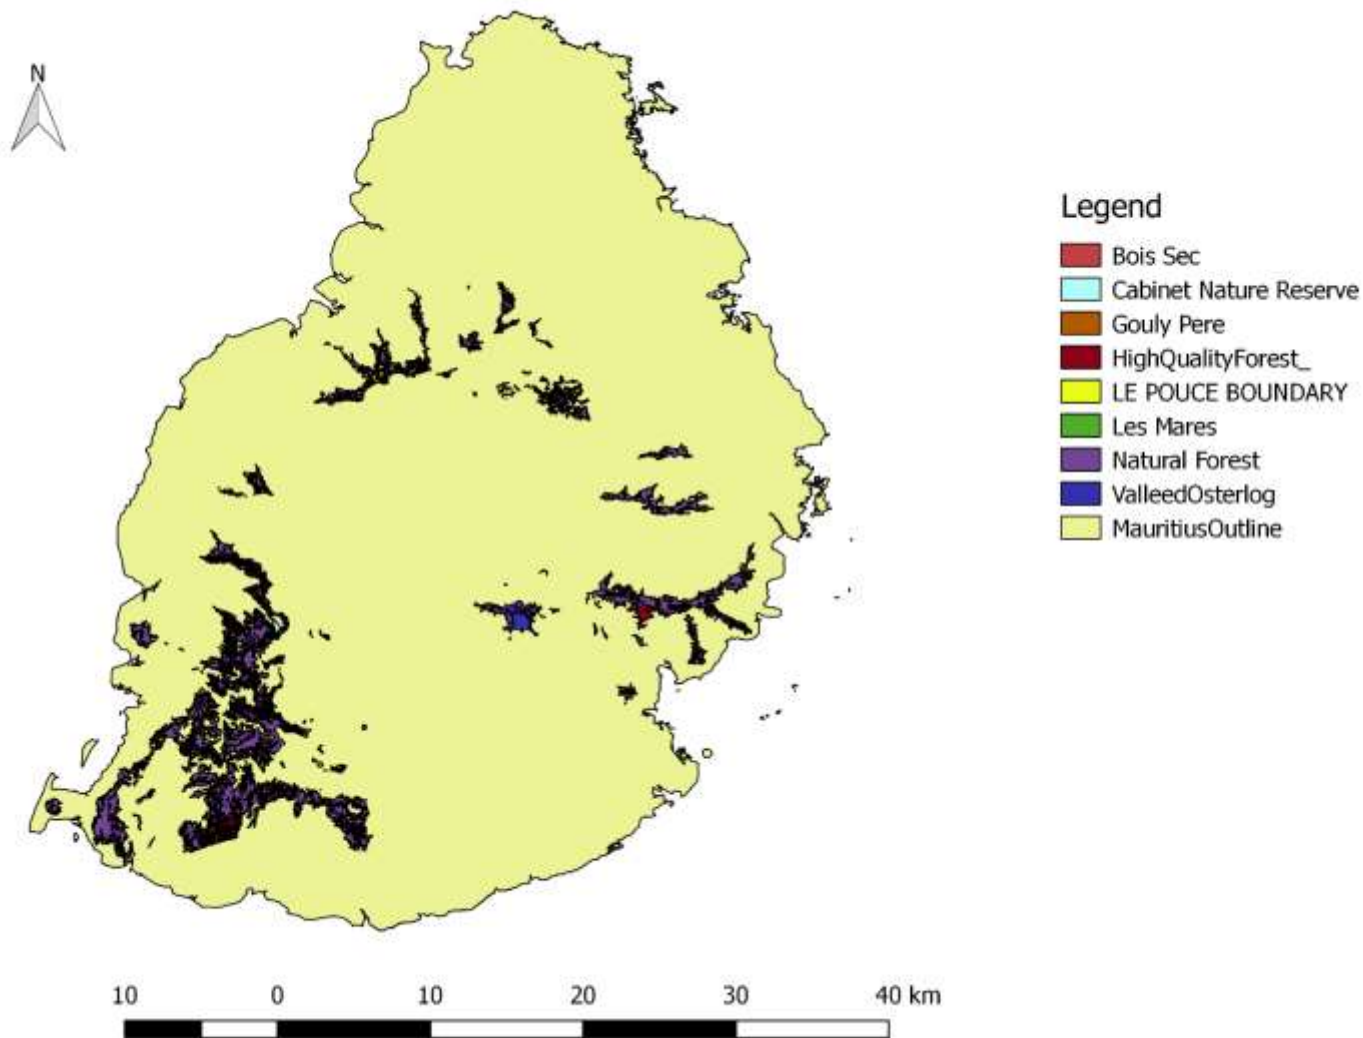 N
Legend
Bois Sec
Cabinet Nature Reserve
Gouly Pere
HighQualityForest_
LE POUCE BOUNDARY
Les Mares
Natural Forest
ValleedOsterlog
MauritiusOutline
10 0 10 20 30 40 km